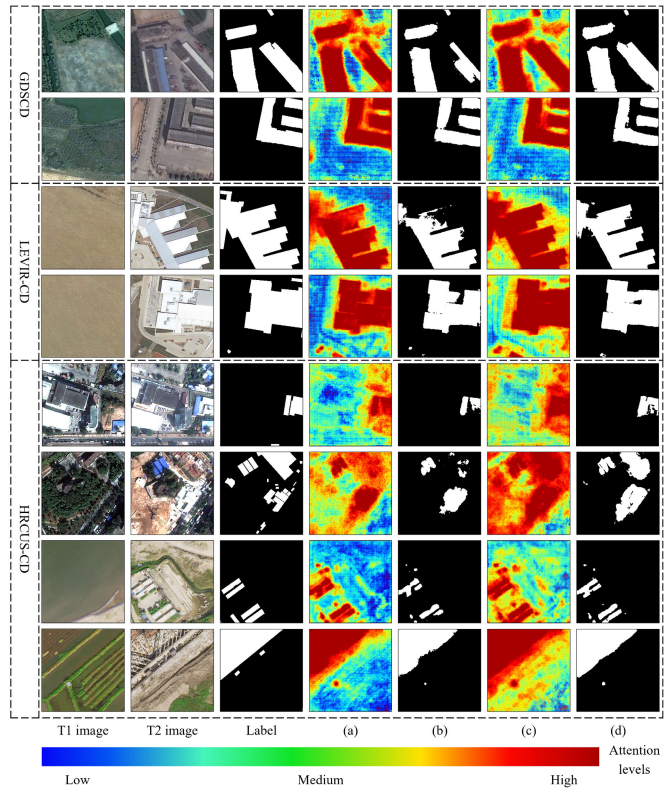 GDSCD
LEVIR-CD
HRCUS-CD
T1 image T2 image Label (a) (b) (c) (d)
Low Medium High Attention levels